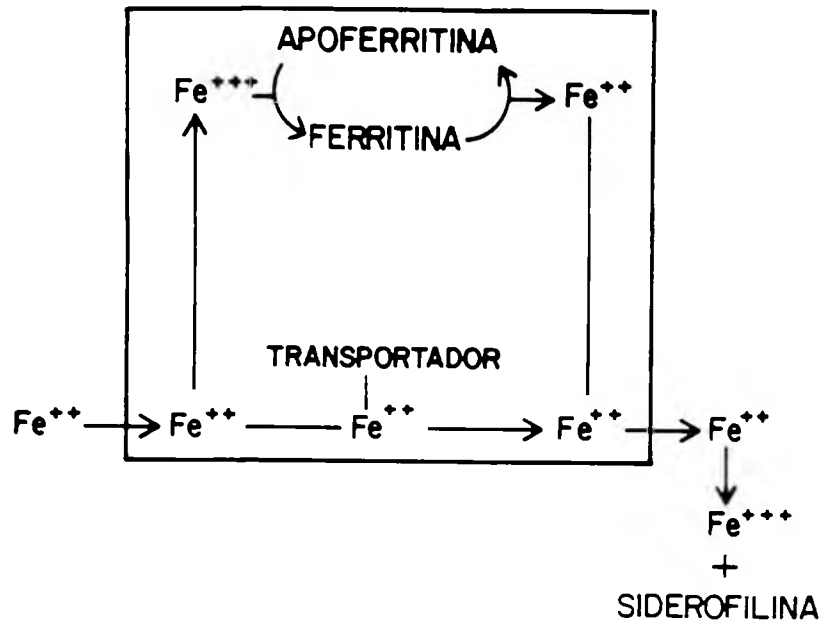 APOFERRITINA
Fe+++ Fe++
FERRITINA
TRANSPORTADOR
Fe++ Fe++ Fe++ Fe++ Fe++
Fe+++
+
SIDEROFILINA